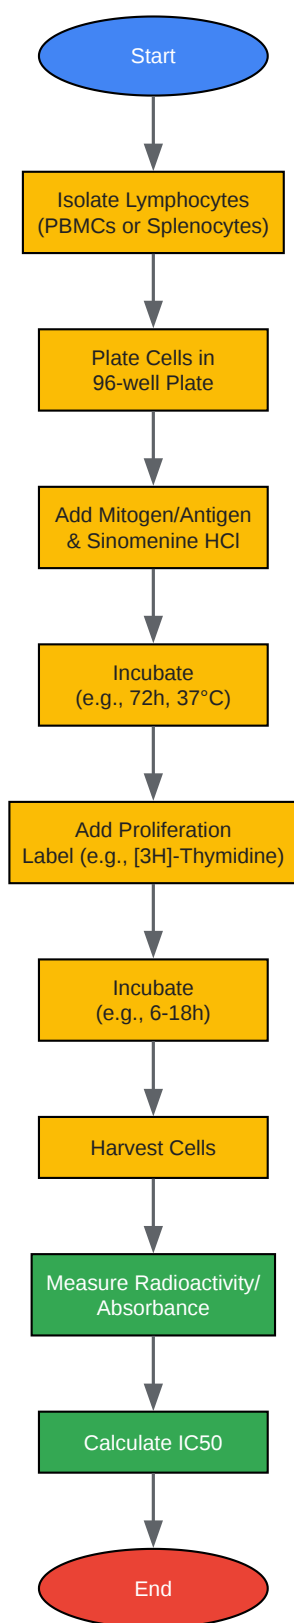 Start
Isolate Lymphocytes
(PBMCs or Splenocytes)
Plate Cells in
96-well Plate
Add Mitogen/Antigen
& Sinomenine HCl
Incubate
(e.g., 72h, 37°C)
Add Proliferation
Label (e.g., [3H]-Thymidine)
Incubate
(e.g., 6-18h)
Harvest Cells
Measure Radioactivity/
Absorbance
Calculate IC50
End